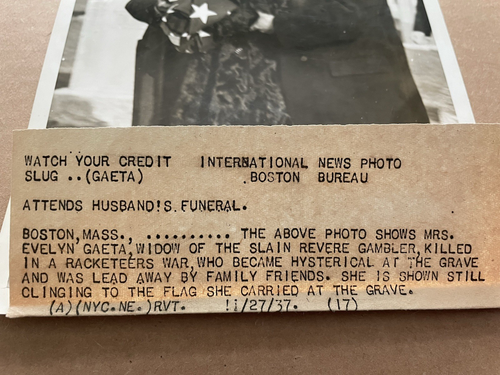 WATCH YOUR CREDIT INTERNATIONAL NEWS PHOTO
SLUG ..(GAETA) BOSTON BUREAU
ATTENDS HUSBAND!S FUNERAL.
BOSTON,MASS., .......... THE ABOVE PHOTO SHOWS MRS.
EVELYN GAETA,WIDOW OF THE SLAIN REVERE GAMBLER,KILLED
IN A RACKETEERS WAR,WHO BECAME HYSTERICAL AT THE GRAVE
AND WAS LEAD AWAY BY FAMILY FRIENDS. SHE IS SHOWN STILL
CLINGING TO THE FLAG SHE CARRIED AT THE GRAVE.
(A)(NYC.NE.)RVT. !i/27/37. (17)